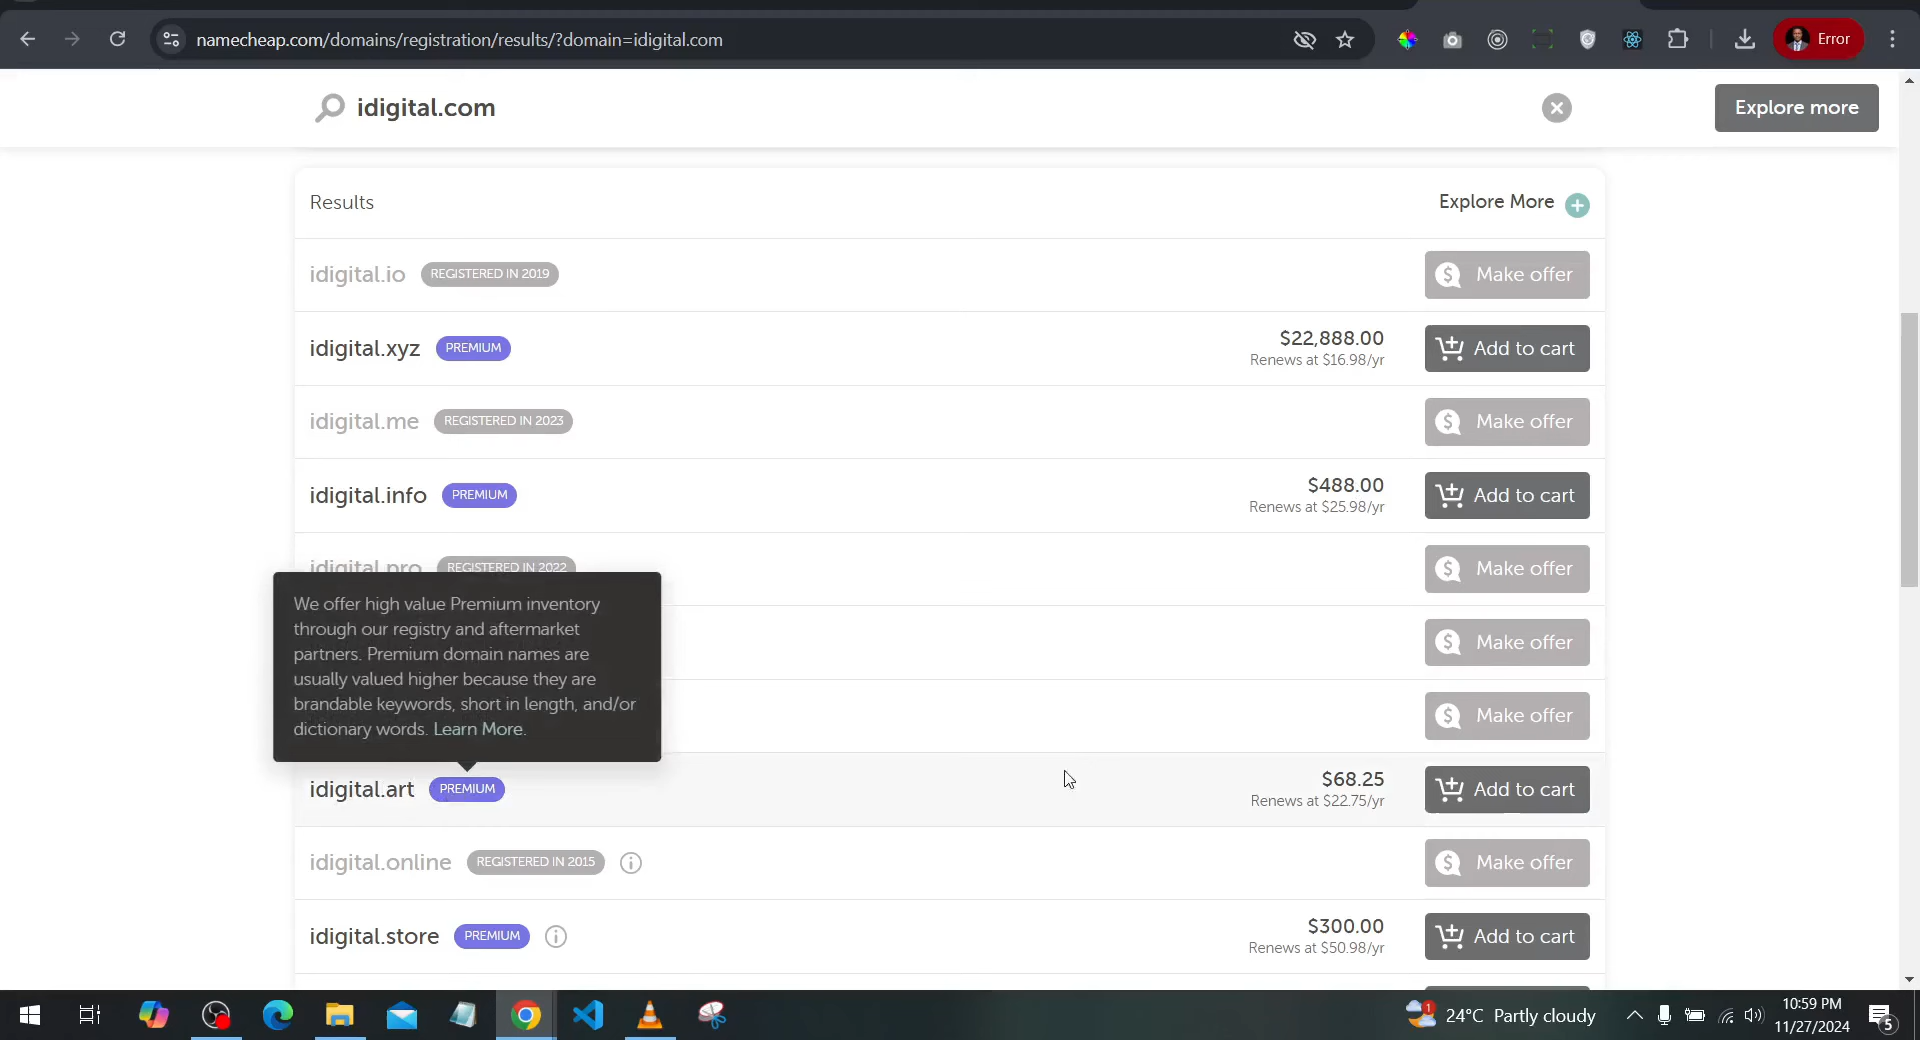 namecheap.com/domains/registration/results/?domain=idigital.com
Error
idigital.com
Explore more
Results
Explore More
idigital.io REGISTERED IN 2019
Make offer
idigital.xyz PREMIUM
$22,888.00
Renews at $16.98/yr
Add to cart
idigital.me REGISTERED IN 2023
Make offer
idigital.info PREMIUM
$488.00
Renews at $25.98/yr
Add to cart
idigital.pro REGISTERED IN 2022
Make offer
We offer high value Premium inventory
through our registry and aftermarket
partners. Premium domain names are
usually valued higher because they are
brandable keywords, short in length, and/or
dictionary words. Learn More.
Make offer
Make offer
idigital.art PREMIUM
$68.25
Renews at $22.75/yr
Add to cart
idigital.online REGISTERED IN 2015
Make offer
idigital.store PREMIUM
$300.00
Renews at $50.98/yr
Add to cart
1
24°C Partly cloudy
10:59 PM
11/27/2024
5